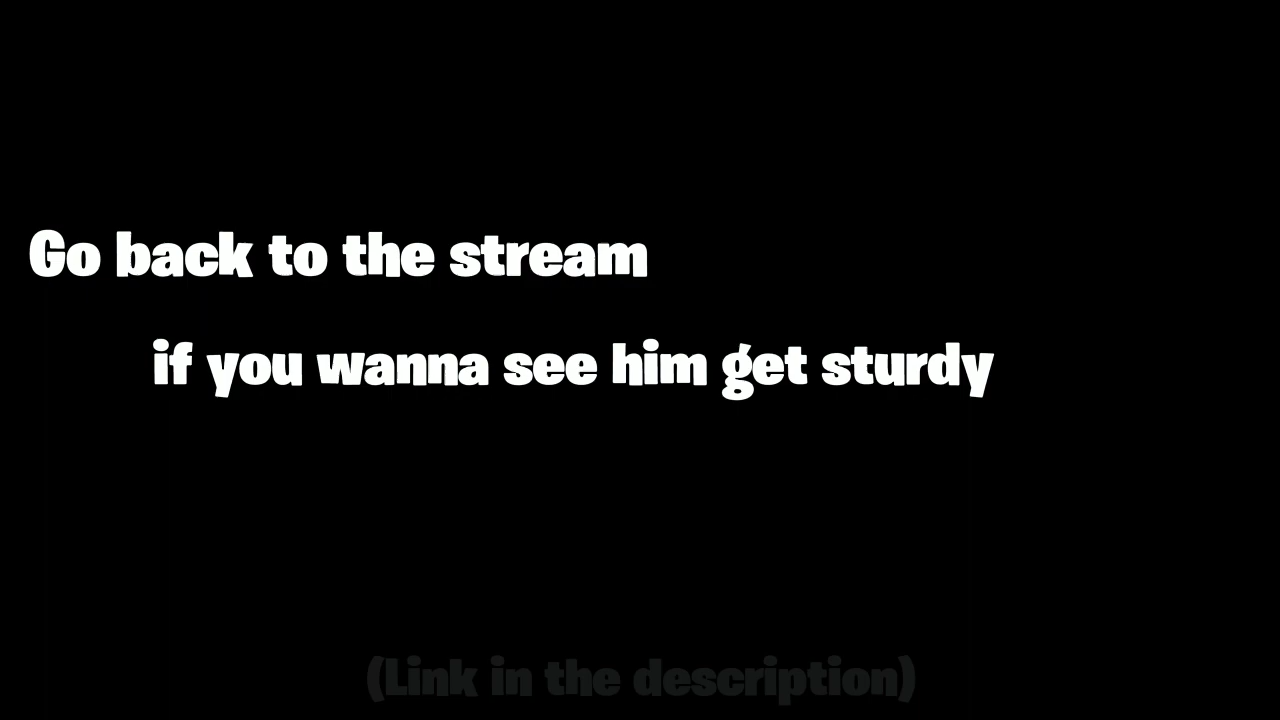 Go back to the stream
if you wanna see him get sturdy
(Link in the description)